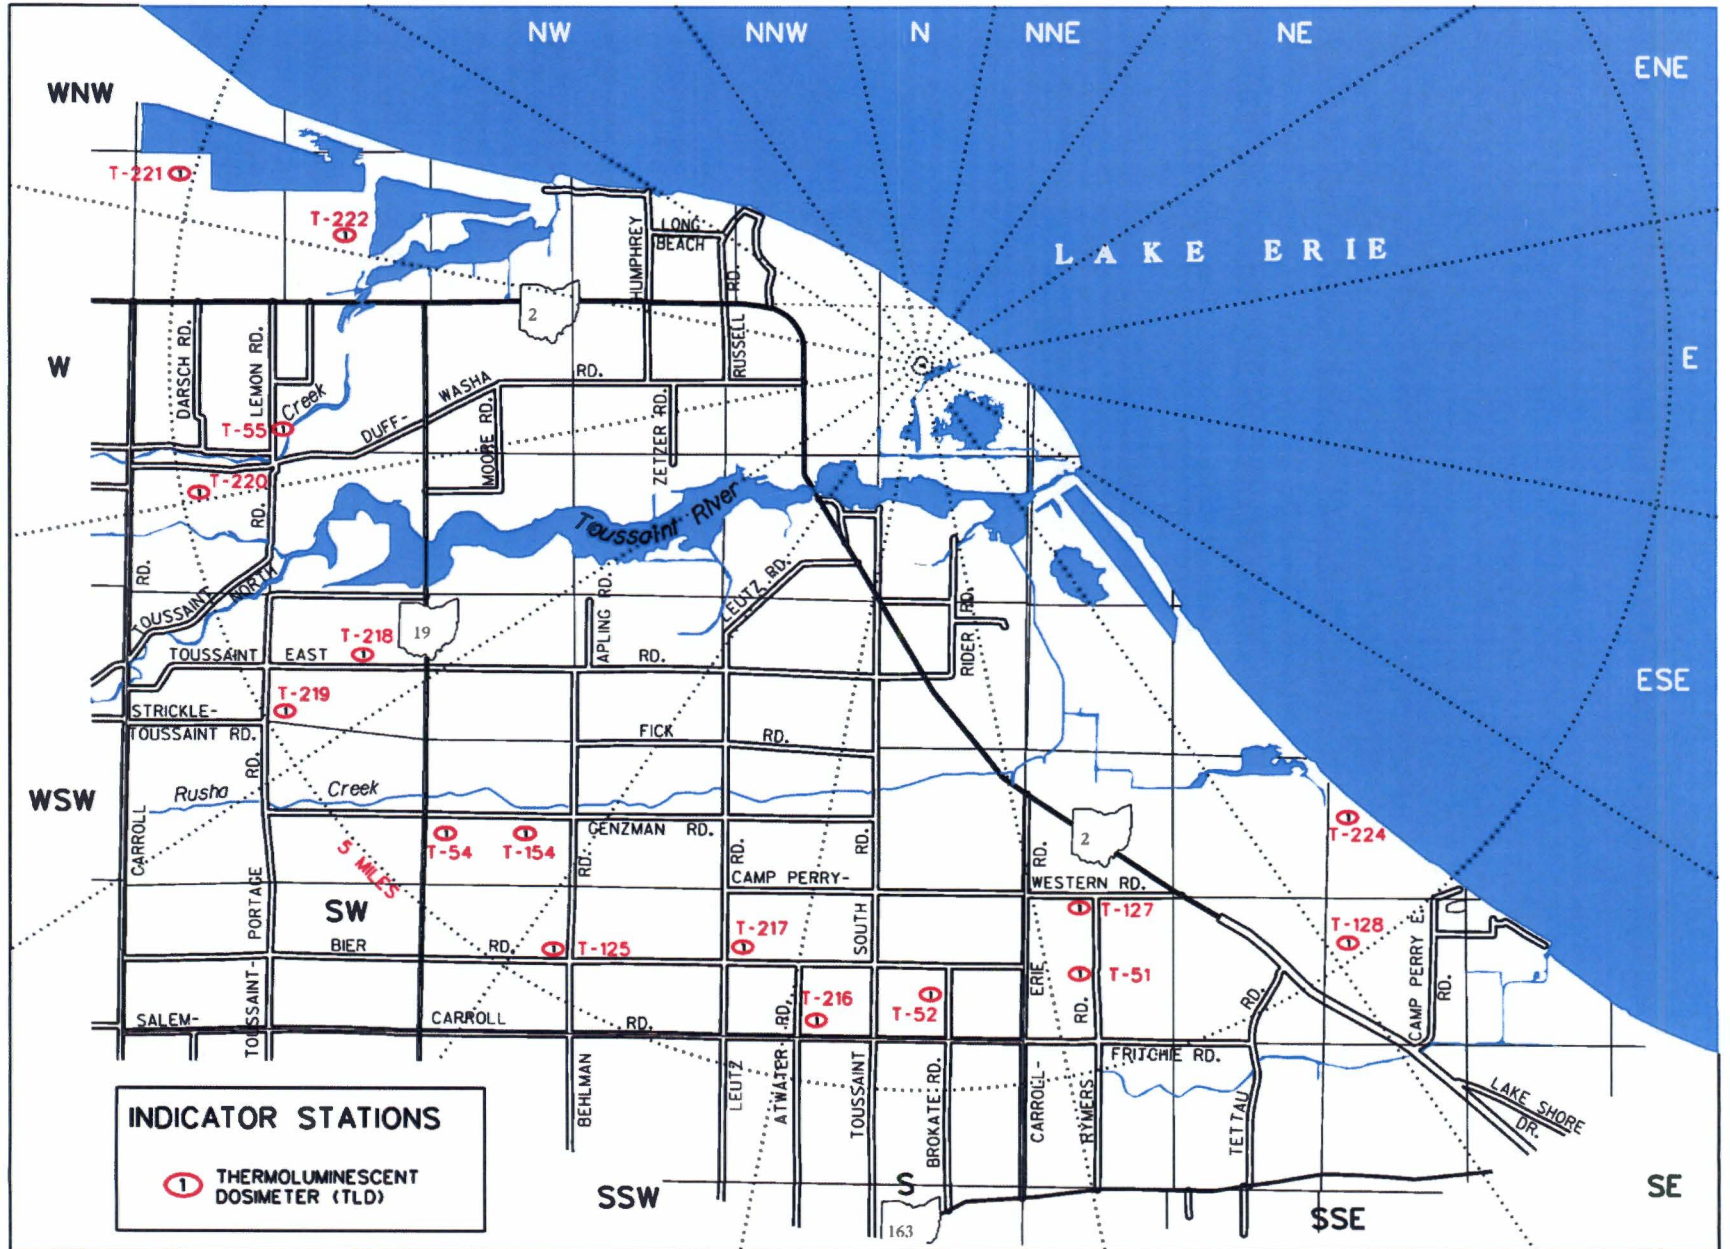 NW
NNW
N
NNE
NE
ENE
WNW
T-221
T-222
HUMPHREY
LONG
BEACH
RD.
LAKE ERIE
2
W
DARSCH RD.
LEMON RD.
Creek
DUFF-
WASHA
RD.
RUSSELL
E
T-55
MOORE RD.
ZETZER RD.
T-220
RD.
Toussaint River
RD.
TOUSSAINT
NORTH
LEUTZ RD.
APLING RD.
RD.
RIDER
19
T-218
TOUSSAINT
EAST
RD.
ESE
T-219
STRICKLE-
TOUSSAINT RD.
FICK
RD.
RD.
WSW
Rusha
Creek
CARROLL
GENZMAN RD.
T-54
T-154
5 MILES
RD.
RD.
RD.
RD.
2
T-224
CAMP PERRY-
WESTERN RD.
PORTAGE
SW
T-127
T-217
SOUTH
T-128
CAMP PERRY E.
RD.
BIER
RD.
T-125
ERIE
T-51
RD.
T-216
RD.
T-52
RD.
SALEM-
TOUSSAINT-
CARROLL
RD.
FRITCHIE RD.
BEHLMAN
LEUTZ
ATWATER
TOUSSAINT
BROKATE RD.
CARROLL-
RYMERS
TETTAU
LAKE SHORE
DR.
INDICATOR STATIONS
1 THERMOLUMINESCENT
DOSIMETER (TLD)
SSW
S
163
SSE
SE